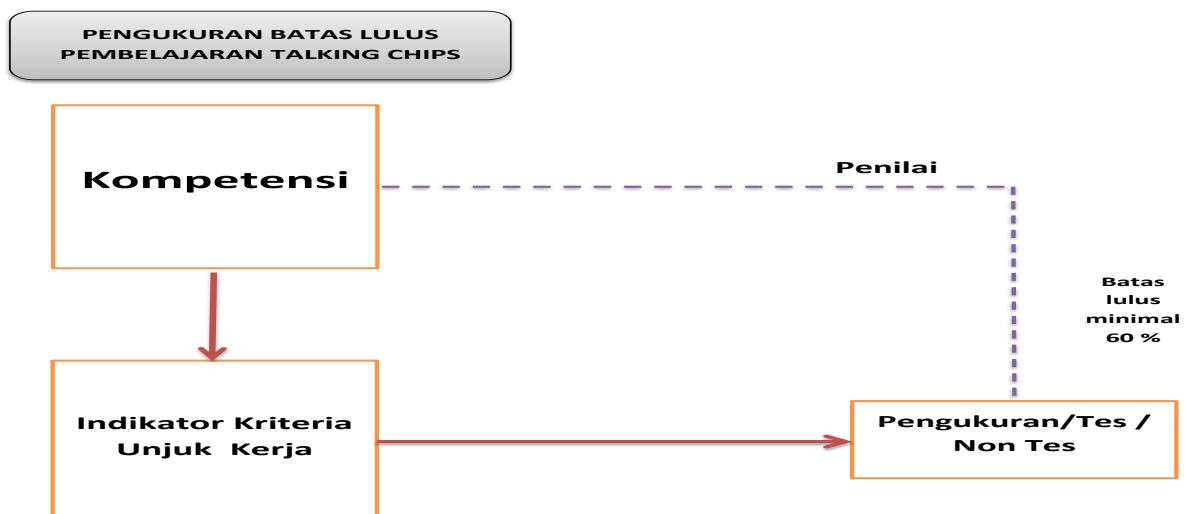 PENGUKURAN BATAS LULUS
PEMBELAJARAN TALKING CHIPS
Kompetensi
Penilai
Batas
lulus
minimal
60 %
Indikator Kriteria
Unjuk Kerja
Pengukuran/Tes /
Non Tes